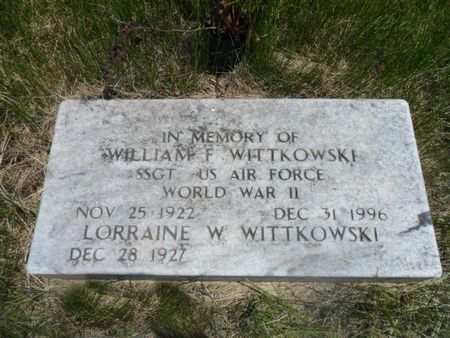 IN MEMORY OF
WILLIAM F WITTKOWSKI
SSGT US AIR FORCE
WORLD WAR II
NOV 25 1922 DEC 31 1996
LORRAINE W WITTKOWSKI
DEC 28 1927